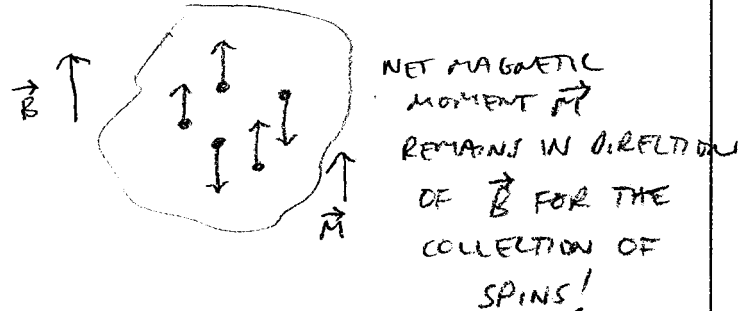 NET MAGNETIC
MOMENT M⃗
REMAINS IN DIRECTION
OF B⃗ FOR THE
COLLECTION OF
SPINS!
B⃗
M⃗